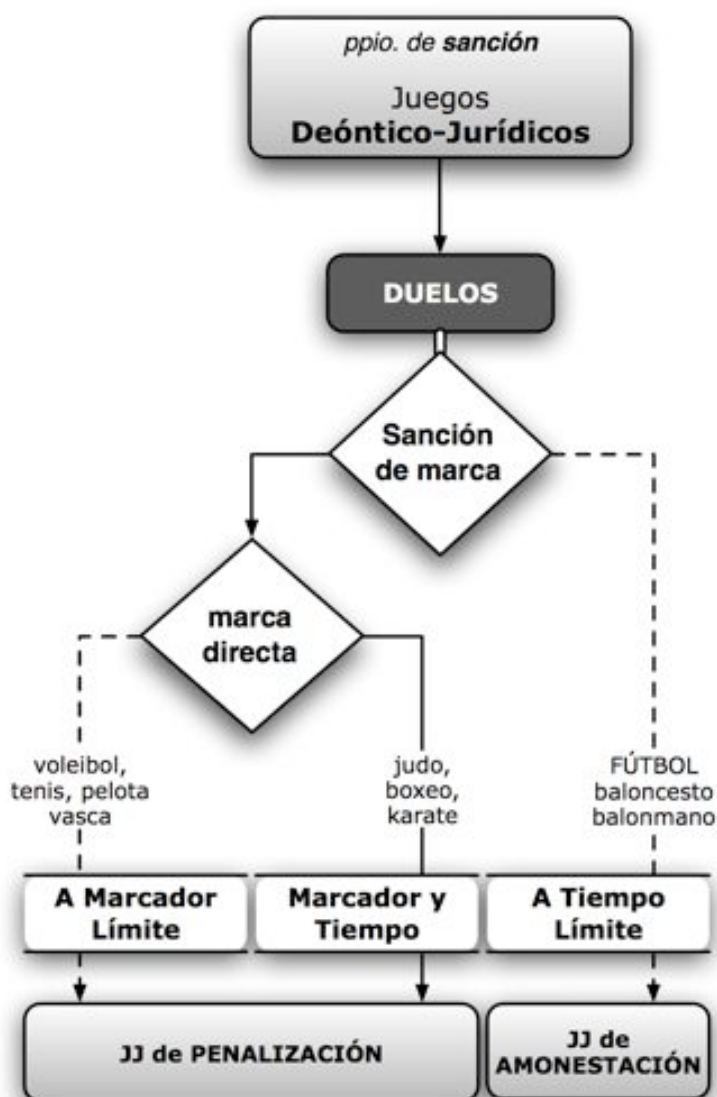 ppio. de sanción
Juegos
Deóntico-Jurídicos
DUELOS
Sanción
de marca
marca
directa
voleibol,
tenis, pelota
vasca
judo,
boxeo,
karate
FÚTBOL
baloncesto
balonmano
A Marcador
Límite
Marcador y
Tiempo
A Tiempo
Límite
JJ de PENALIZACIÓN
JJ de
AMONESTACIÓN